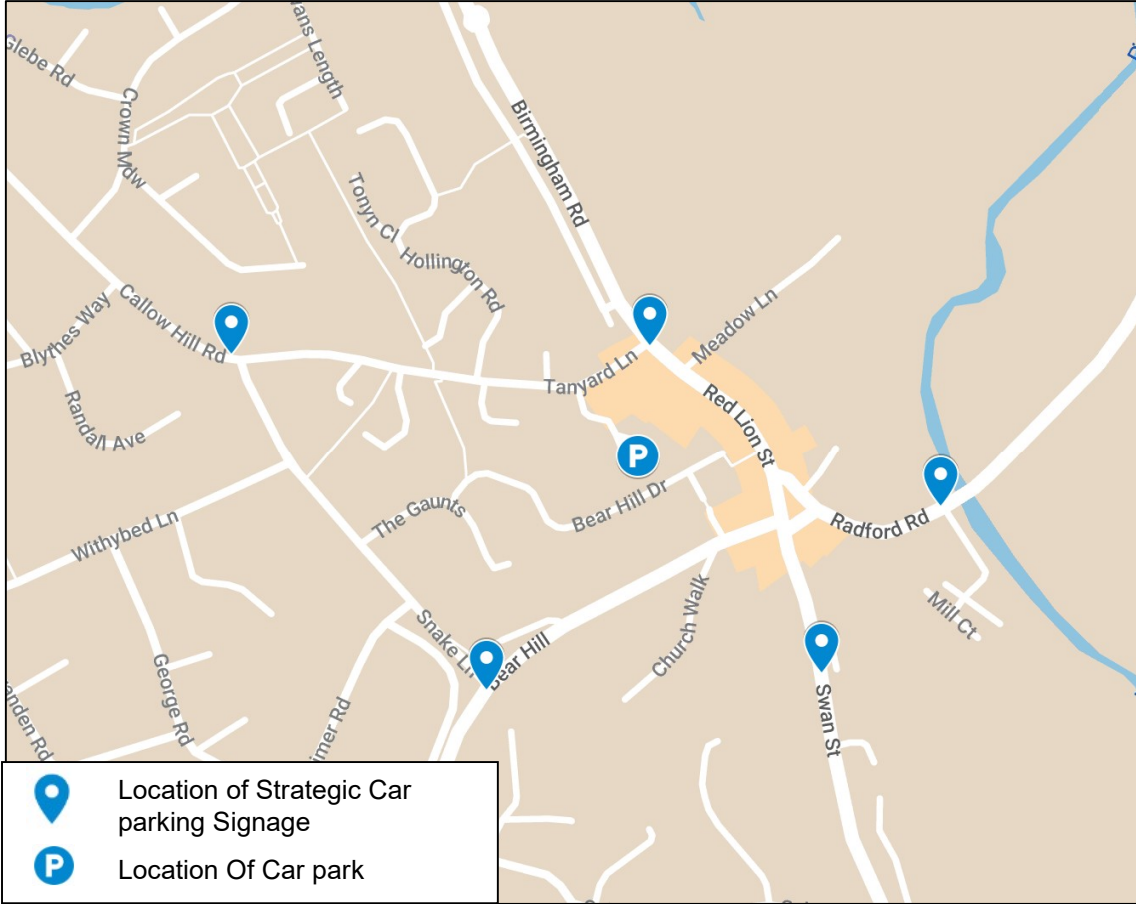 Glebe Rd
Crown Mdw
Birmingham Rd
Tonyn Cl
Hollington Rd
Callow Hill Rd
Blythes Way
Meadow Ln
Tanyard Ln
Red Lion St
Randall Ave
P
Bear Hill Dr
The Gaunts
Radford Rd
Withybed Ln
Snake Ln
Mill Ct
Church Walk
Bear Hill
George Rd
Swan St
Location of Strategic Car
parking Signage
P
Location Of Car park